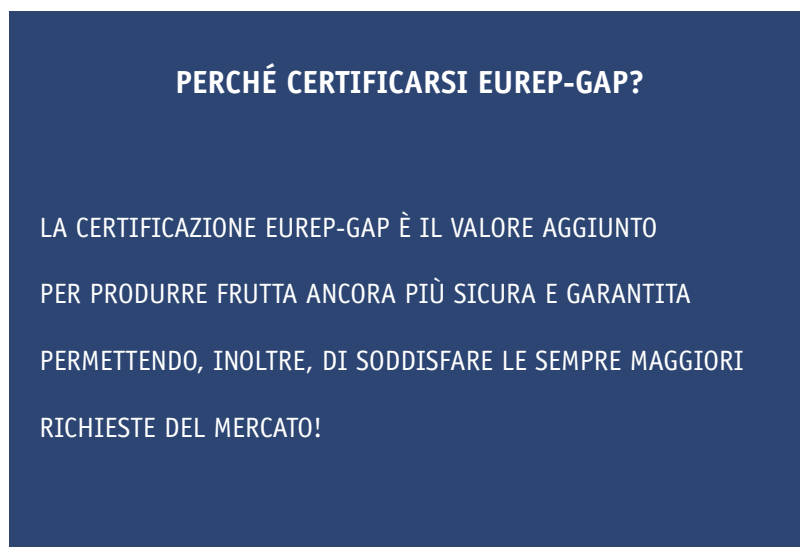 PERCHÉ CERTIFICARSI EUREP-GAP?
LA CERTIFICAZIONE EUREP-GAP È IL VALORE AGGIUNTO
PER PRODURRE FRUTTA ANCORA PIÙ SICURA E GARANTITA
PERMETTENDO, INOLTRE, DI SODDISFARE LE SEMPRE MAGGIORI
RICHIESTE DEL MERCATO!